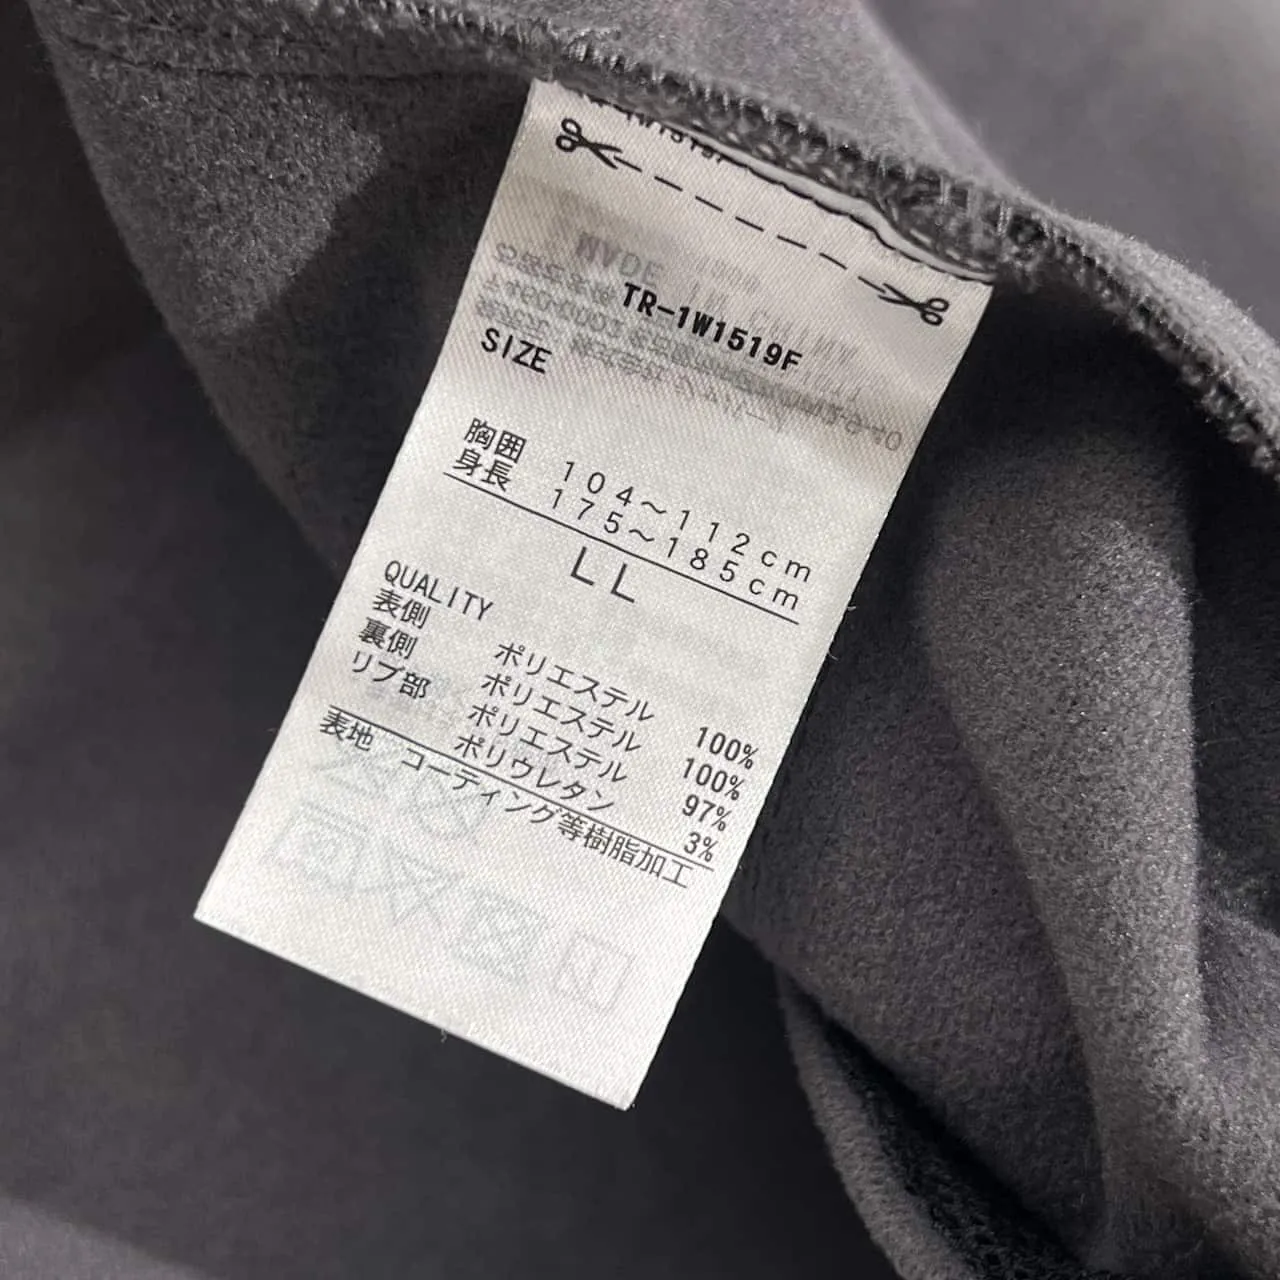 TR-1W1519F
SIZE
胸囲 104～112cm
身長 175～185cm
LL
QUALITY
表側 ポリエステル 100%
裏側 ポリエステル 100%
リブ部 ポリエステル 97%
ポリウレタン 3%
表地 コーティング等樹脂加工